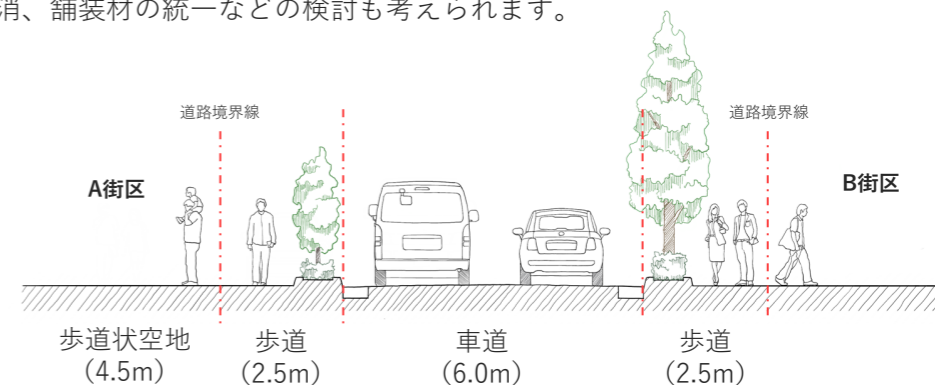 消、舗装材の統一などの検討も考えられます。
道路境界線
道路境界線
A街区
B街区
歩道状空地
(4.5m)
歩道
(2.5m)
車道
(6.0m)
歩道
(2.5m)